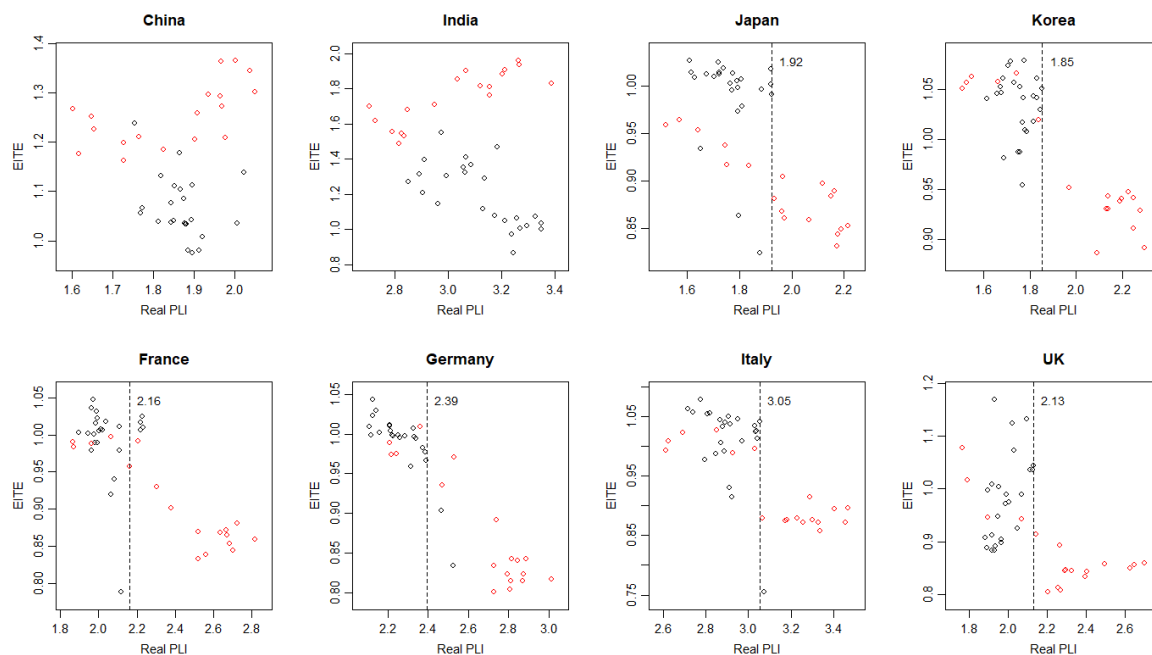 China
1.4
1.3
1.2
1.1
1.0
EITE
1.6 1.7 1.8 1.9 2.0
Real PLI
India
2.0
1.8
1.6
1.4
1.2
1.0
0.8
EITE
2.8 3.0 3.2 3.4
Real PLI
Japan
1.92
1.00
0.95
0.90
0.85
EITE
1.6 1.8 2.0 2.2
Real PLI
Korea
1.85
1.05
1.00
0.95
0.90
EITE
1.6 1.8 2.0 2.2
Real PLI
France
2.16
1.05
1.00
0.95
0.90
0.85
0.80
EITE
1.8 2.0 2.2 2.4 2.6 2.8
Real PLI
Germany
2.39
1.05
1.00
0.95
0.90
0.85
0.80
EITE
2.2 2.4 2.6 2.8 3.0
Real PLI
Italy
3.05
1.05
0.95
0.85
0.75
EITE
2.6 2.8 3.0 3.2 3.4
Real PLI
UK
2.13
1.2
1.1
1.0
0.9
0.8
EITE
1.8 2.0 2.2 2.4 2.6
Real PLI